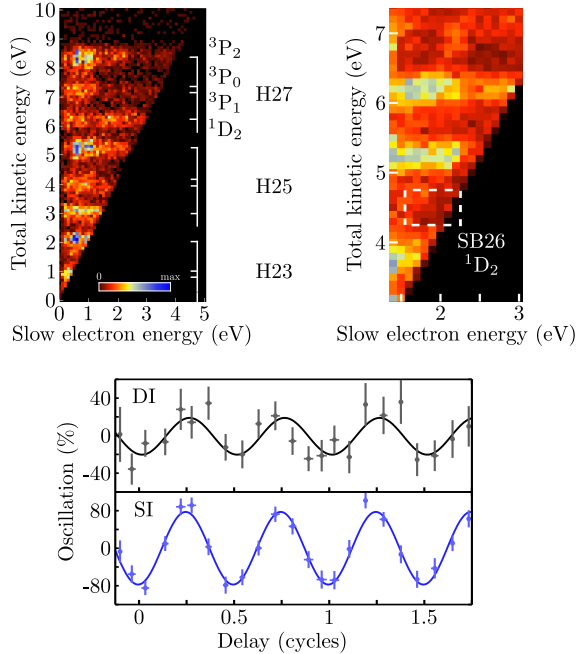 10
9
8
7
6
5
4
3
2
1
0
Total kinetic energy (eV)
0 1 2 3 4 5
Slow electron energy (eV)
0 max
³P₂
³P₀
³P₁
¹D₂
H27
H25
H23
7
6
5
4
Total kinetic energy (eV)
2 3
Slow electron energy (eV)
SB26
¹D₂
DI
40
0
-40
SI
80
0
-80
Oscillation (%)
0 0.5 1 1.5
Delay (cycles)